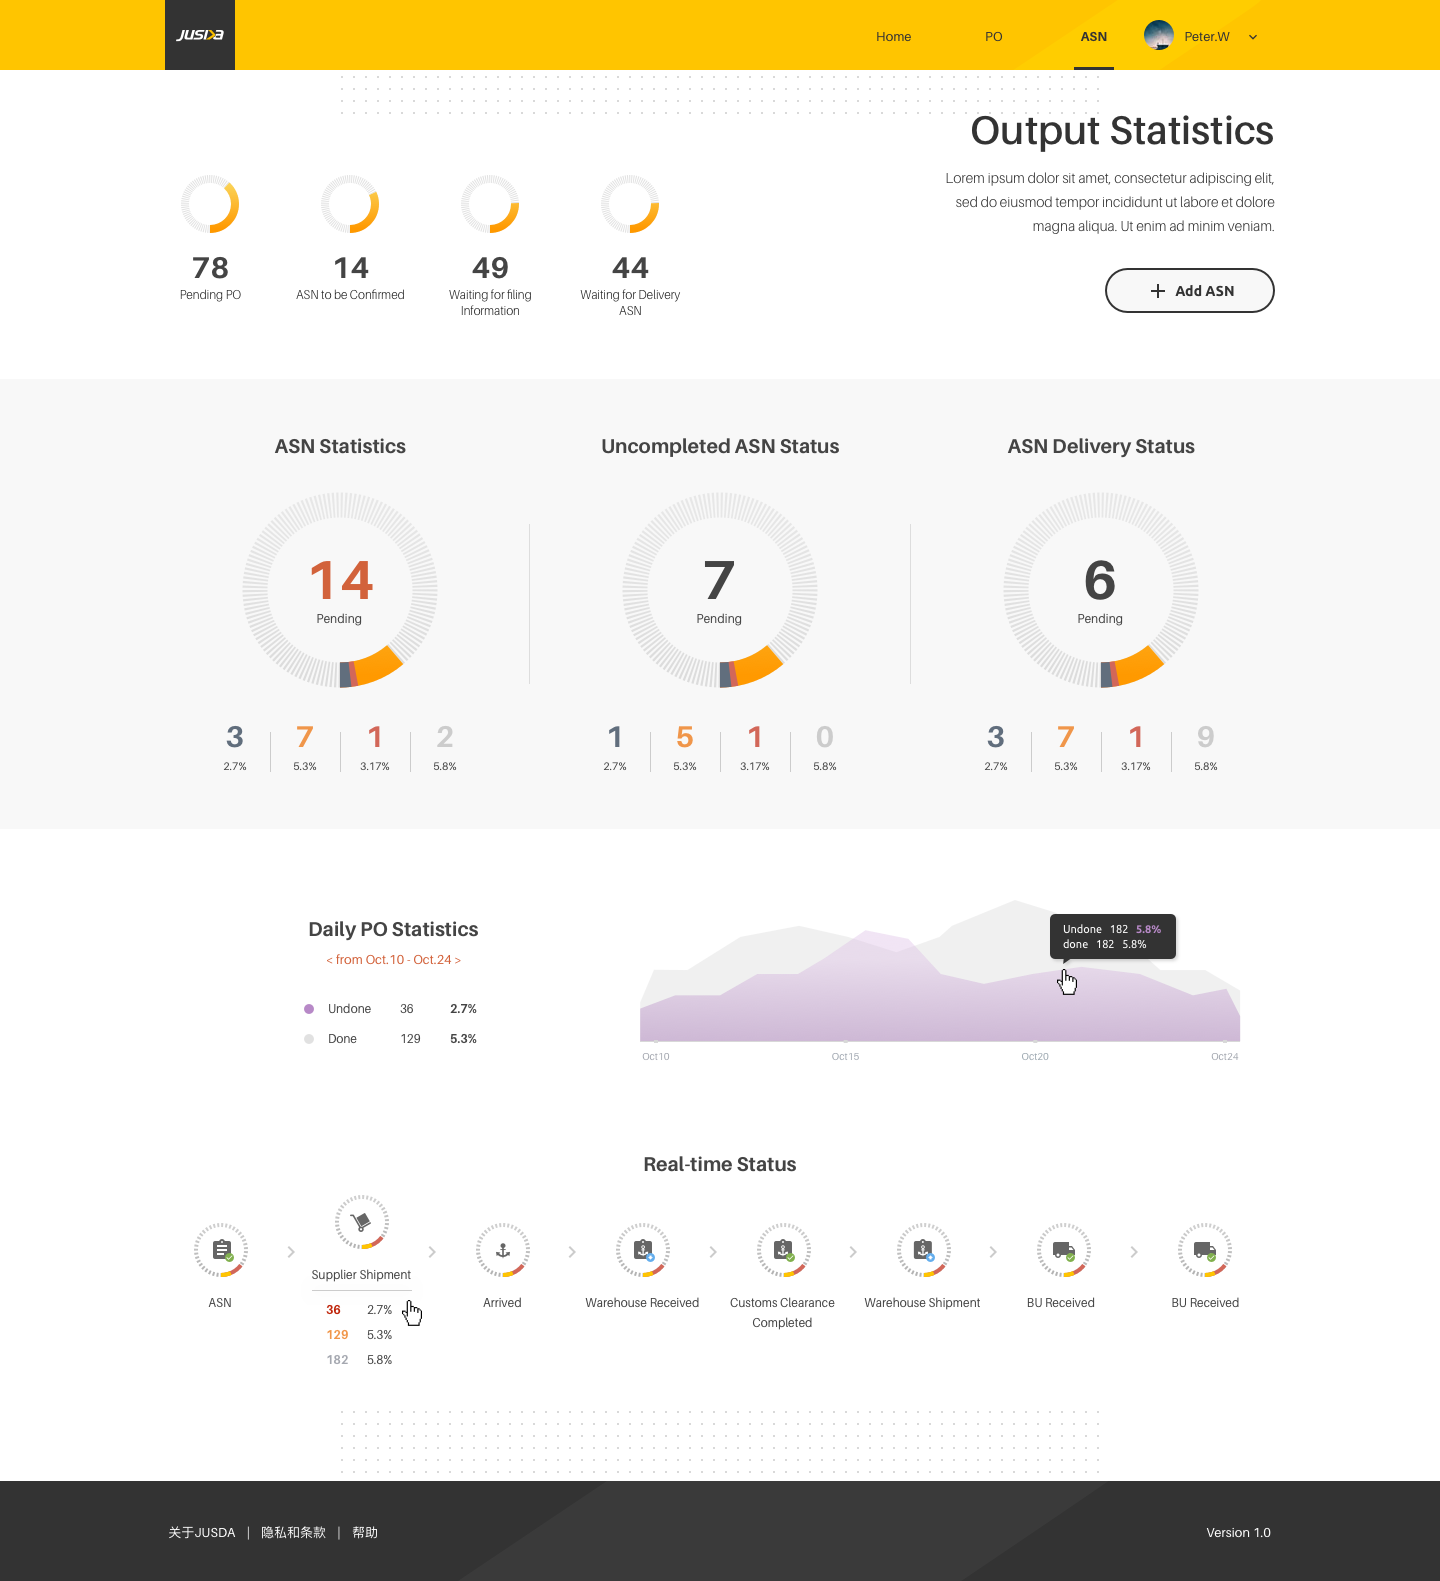 JUSDA
Home PO ASN Peter.W
Output Statistics
Lorem ipsum dolor sit amet, consectetur adipiscing elit,
sed do eiusmod tempor incididunt ut labore et dolore
magna aliqua. Ut enim ad minim veniam.
Add ASN
78 14 49 44
Pending PO ASN to be Confirmed Waiting for filing Waiting for Delivery
Information ASN
ASN Statistics Uncompleted ASN Status ASN Delivery Status
14 7 6
Pending Pending Pending
3 7 1 2 1 5 1 0 3 7 1 9
2.7% 5.3% 3.17% 5.8% 2.7% 5.3% 3.17% 5.8% 2.7% 5.3% 3.17% 5.8%
Daily PO Statistics
< from Oct.10 - Oct.24 >
Undone 36 2.7%
Done 129 5.3%
Undone 182 5.8%
done 182 5.8%
Oct10 Oct15 Oct20 Oct24
Real-time Status
Supplier Shipment
36 2.7%
129 5.3%
182 5.8%
ASN Arrived Warehouse Received Customs Clearance Warehouse Shipment BU Received BU Received
Completed
关于JUSDA | 隐私和条款 | 帮助 Version 1.0